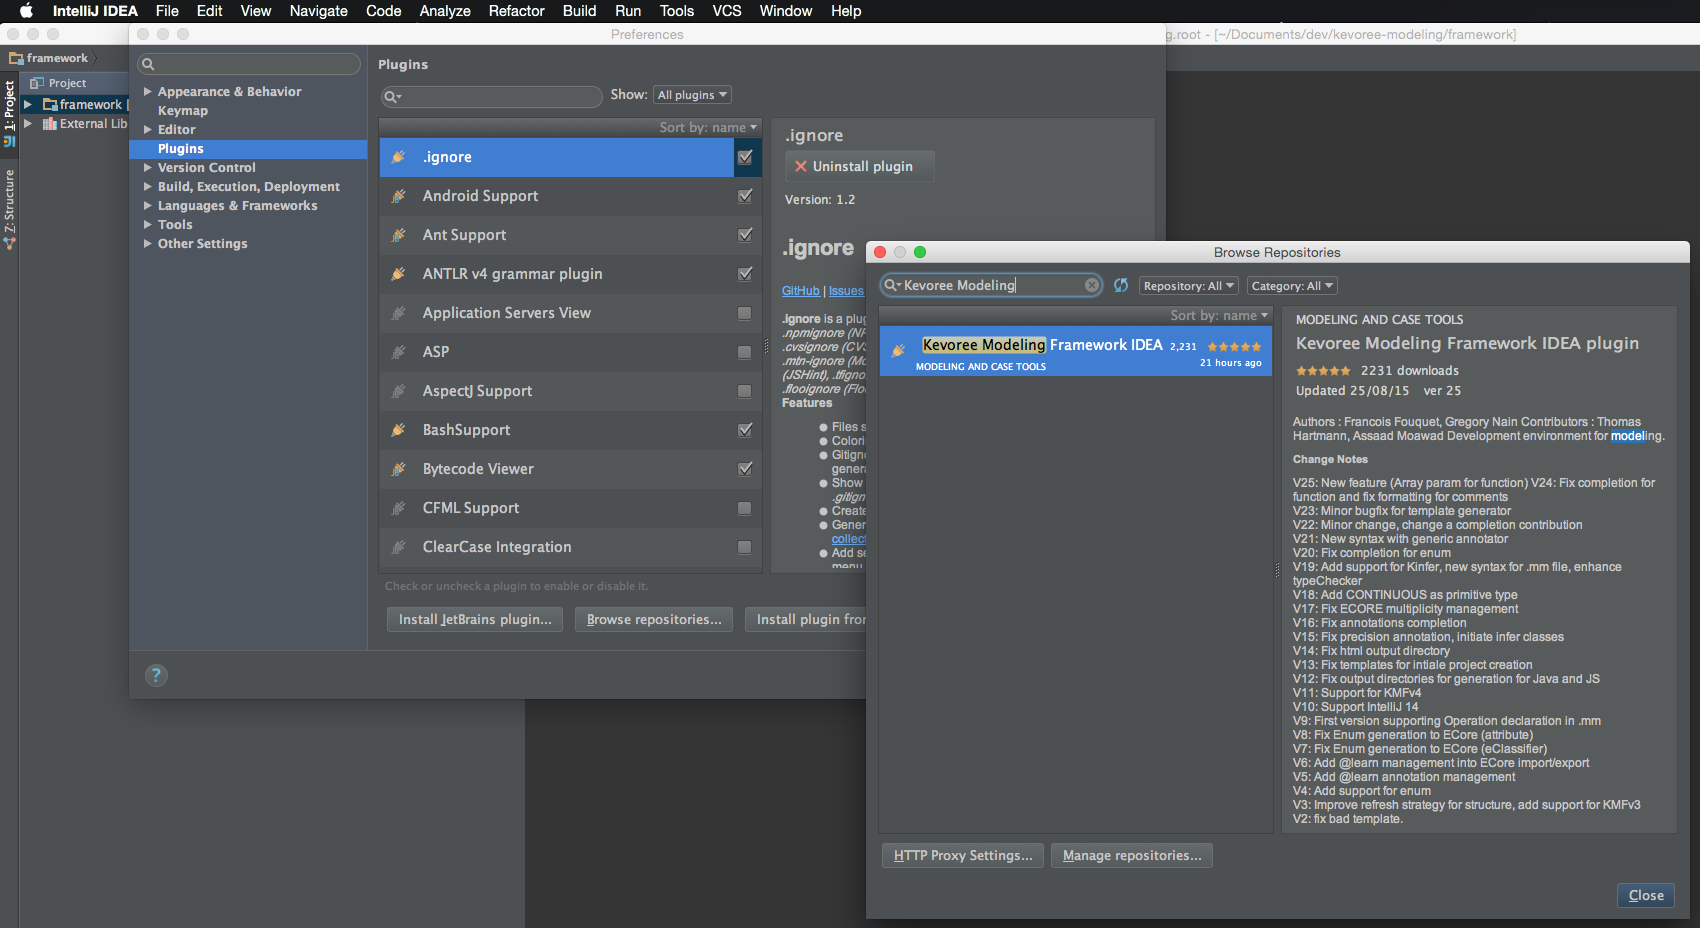 IntelliJ IDEA File Edit View Navigate Code Analyze Refactor Build Run Tools VCS Window Help
Preferences
g.root - [~/Documents/dev/kevoree-modeling/framework]
framework
Project
framework [
External Lib
1: Project
Z: Structure
Appearance & Behavior
Keymap
Editor
Plugins
Version Control
Build, Execution, Deployment
Languages & Frameworks
Tools
Other Settings
Plugins
Show: All plugins
Sort by: name
.ignore
Android Support
Ant Support
ANTLR v4 grammar plugin
Application Servers View
ASP
AspectJ Support
BashSupport
Bytecode Viewer
CFML Support
ClearCase Integration
Check or uncheck a plugin to enable or disable it.
Install JetBrains plugin... Browse repositories... Install plugin from
?
.ignore
Uninstall plugin
Version: 1.2
.ignore
GitHub | Issues
.ignore is a plug
.npmignore (NP
.cvsignore (CVS
.mtn-ignore (Mo
(JSHint), .tfigno
.flooignore (Floo
Features
Files s
Colori
Gitign
genera
Show
.gitign
Create
Gener
collect
Add se
menu
Browse Repositories
Kevoree Modeling Repository: All Category: All
Sort by: name
Kevoree Modeling Framework IDEA 2,231
MODELING AND CASE TOOLS 21 hours ago
MODELING AND CASE TOOLS
Kevoree Modeling Framework IDEA plugin
2231 downloads
Updated 25/08/15 ver 25
Authors : Francois Fouquet, Gregory Nain Contributors : Thomas
Hartmann, Assaad Moawad Development environment for modeling.
Change Notes
V25: New feature (Array param for function) V24: Fix completion for
function and fix formatting for comments
V23: Minor bugfix for template generator
V22: Minor change, change a completion contribution
V21: New syntax with generic annotator
V20: Fix completion for enum
V19: Add support for Kinfer, new syntax for .mm file, enhance
typeChecker
V18: Add CONTINUOUS as primitive type
V17: Fix ECORE multiplicity management
V16: Fix annotations completion
V15: Fix precision annotation, initiate infer classes
V14: Fix html output directory
V13: Fix templates for intiale project creation
V12: Fix output directories for generation for Java and JS
V11: Support for KMFv4
V10: Support IntelliJ 14
V9: First version supporting Operation declaration in .mm
V8: Fix Enum generation to ECore (attribute)
V7: Fix Enum generation to ECore (eClassifier)
V6: Add @learn management into ECore import/export
V5: Add @learn annotation management
V4: Add support for enum
V3: Improve refresh strategy for structure, add support for KMFv3
V2: fix bad template.
HTTP Proxy Settings... Manage repositories...
Close